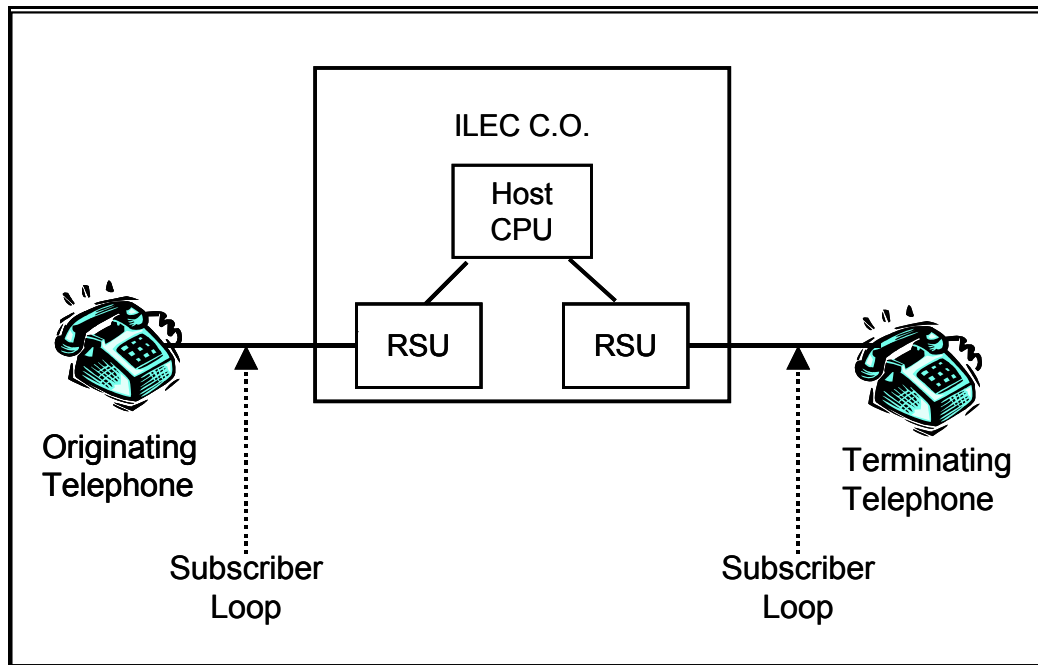 ILEC C.O.
Host
CPU
RSU
RSU
Originating
Telephone
Terminating
Telephone
Subscriber
Loop
Subscriber
Loop